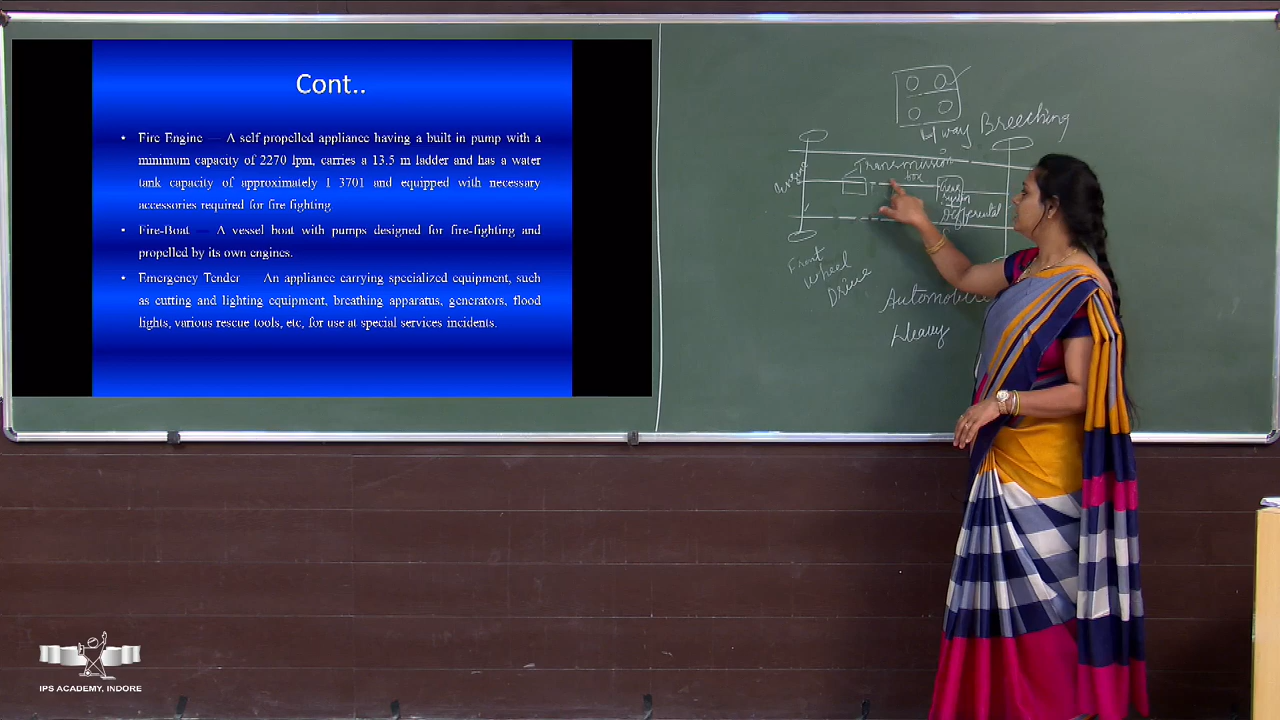 Cont..
• Fire Engine — A self propelled appliance having a built in pump with a
minimum capacity of 2270 lpm, carries a 13.5 m ladder and has a water
tank capacity of approximately 1 3701 and equipped with necessary
accessories required for fire fighting
• Fire-Boat — A vessel boat with pumps designed for fire-fighting and
propelled by its own engines.
• Emergency Tender — An appliance carrying specialized equipment, such
as cutting and lighting equipment, breathing apparatus, generators, flood
lights, various rescue tools, etc, for use at special services incidents.
4 way Breeching
Transmission
box
Differential
Front
Wheel
Drive
Automobile
Heavy
IPS ACADEMY, INDORE